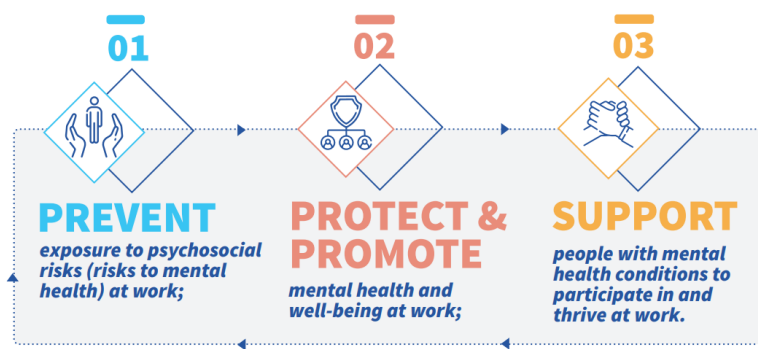 01
PREVENT
exposure to psychosocial
risks (risks to mental
health) at work;
02
PROTECT &
PROMOTE
mental health and
well-being at work;
03
SUPPORT
people with mental
health conditions to
participate in and
thrive at work.